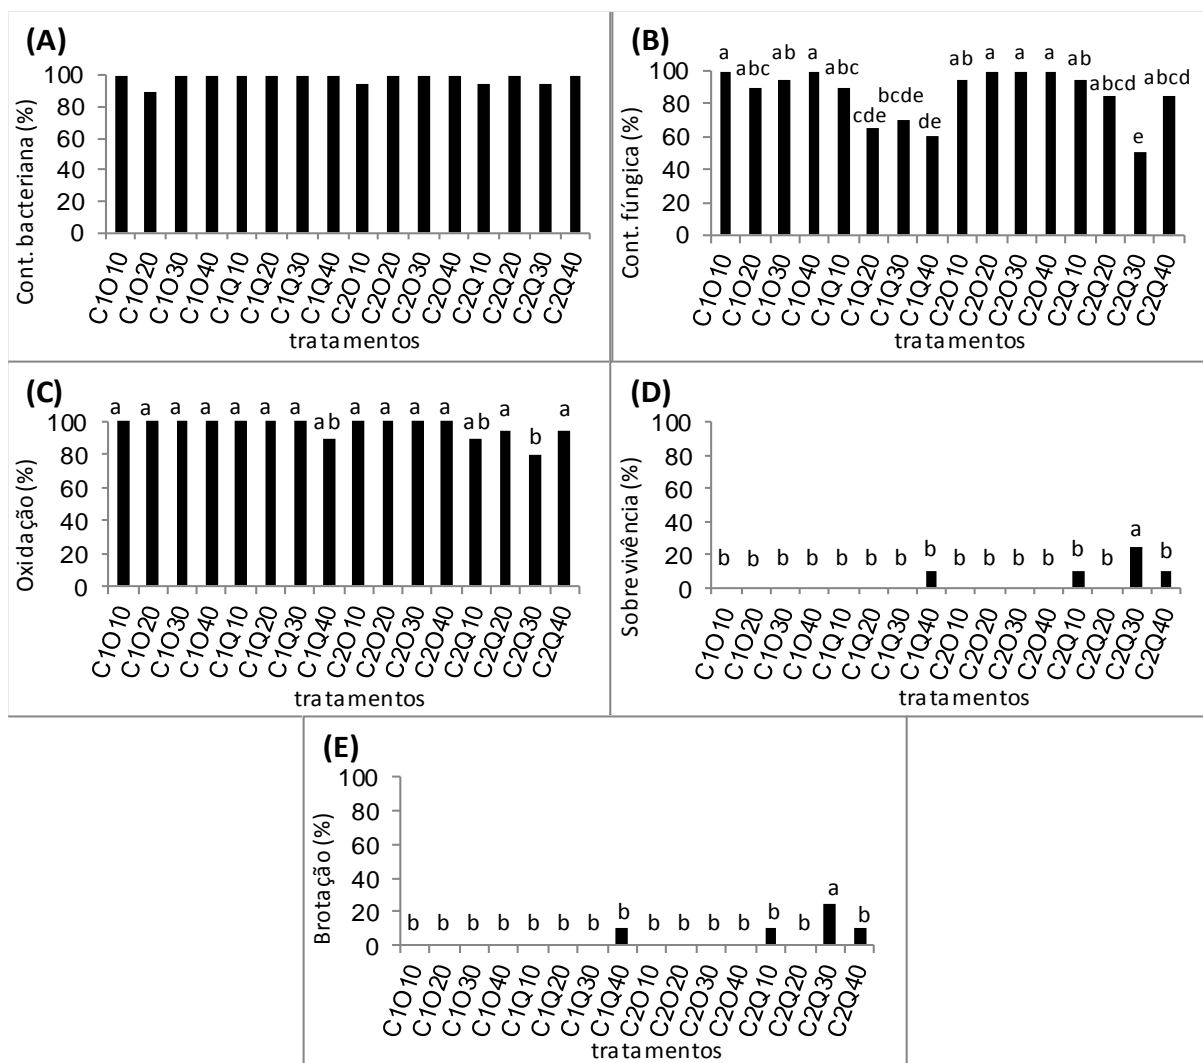 (A)
Cont. bacteriana (%)
100
80
60
40
20
0
C1O10 C1O20 C1O30 C1O40 C1Q10 C1Q20 C1Q30 C1Q40 C2O10 C2O20 C2O30 C2O40 C2Q10 C2Q20 C2Q30 C2Q40
tratamentos
(B)
Cont. fúngica (%)
a abc ab a abc cde bcde de ab a a a ab abcd e abcd
100
80
60
40
20
0
C1O10 C1O20 C1O30 C1O40 C1Q10 C1Q20 C1Q30 C1Q40 C2O10 C2O20 C2O30 C2O40 C2Q10 C2Q20 C2Q30 C2Q40
tratamentos
(C)
Oxidação (%)
a a a a a a a ab a a a a ab a b a
100
80
60
40
20
0
C1O10 C1O20 C1O30 C1O40 C1Q10 C1Q20 C1Q30 C1Q40 C2O10 C2O20 C2O30 C2O40 C2Q10 C2Q20 C2Q30 C2Q40
tratamentos
(D)
Sobrevivência (%)
100
80
60
40
20
0
b b b b b b b b b b b b b b a b
C1O10 C1O20 C1O30 C1O40 C1Q10 C1Q20 C1Q30 C1Q40 C2O10 C2O20 C2O30 C2O40 C2Q10 C2Q20 C2Q30 C2Q40
tratamentos
(E)
Brotação (%)
100
80
60
40
20
0
b b b b b b b b b b b b b b a b
C1O10 C1O20 C1O30 C1O40 C1Q10 C1Q20 C1Q30 C1Q40 C2O10 C2O20 C2O30 C2O40 C2Q10 C2Q20 C2Q30 C2Q40
tratamentos